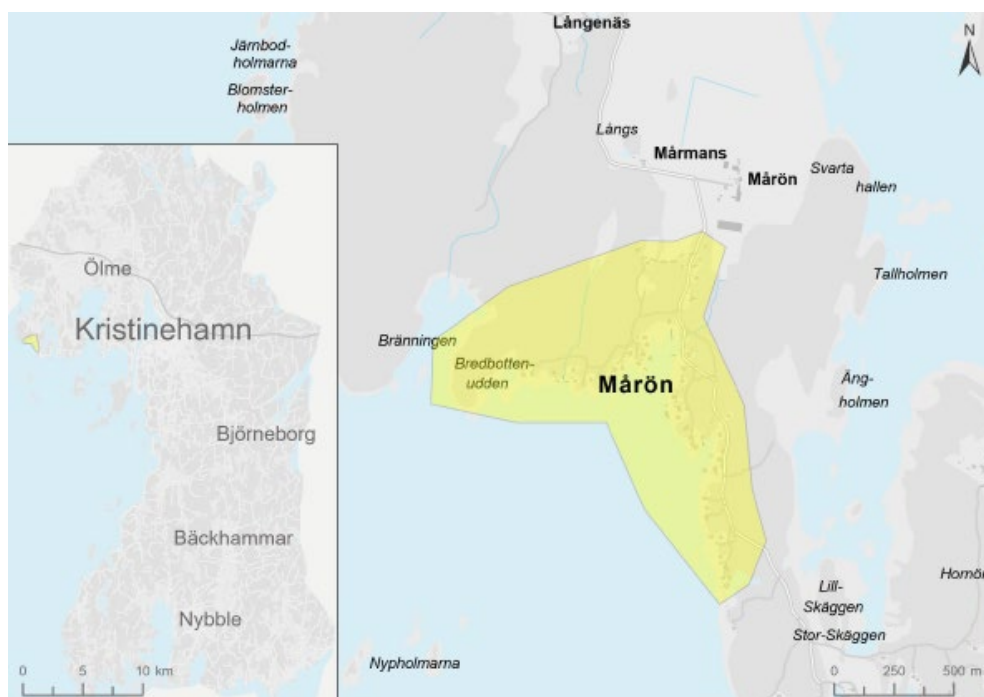 Långenäs
Järnbod-
holmarna
Blomster-
holmen
N
Långs
Mårmans
Mårön
Svarta
hallen
Tallholmen
Bränningen
Bredbotten-
udden
Mårön
Äng-
holmen
Ölme
Kristinehamn
Björneborg
Bäckhammar
Nybble
0 5 10 km
Nypholmarna
Lill-
Skäggen
Stor-Skäggen
Homön
0 250 500 m